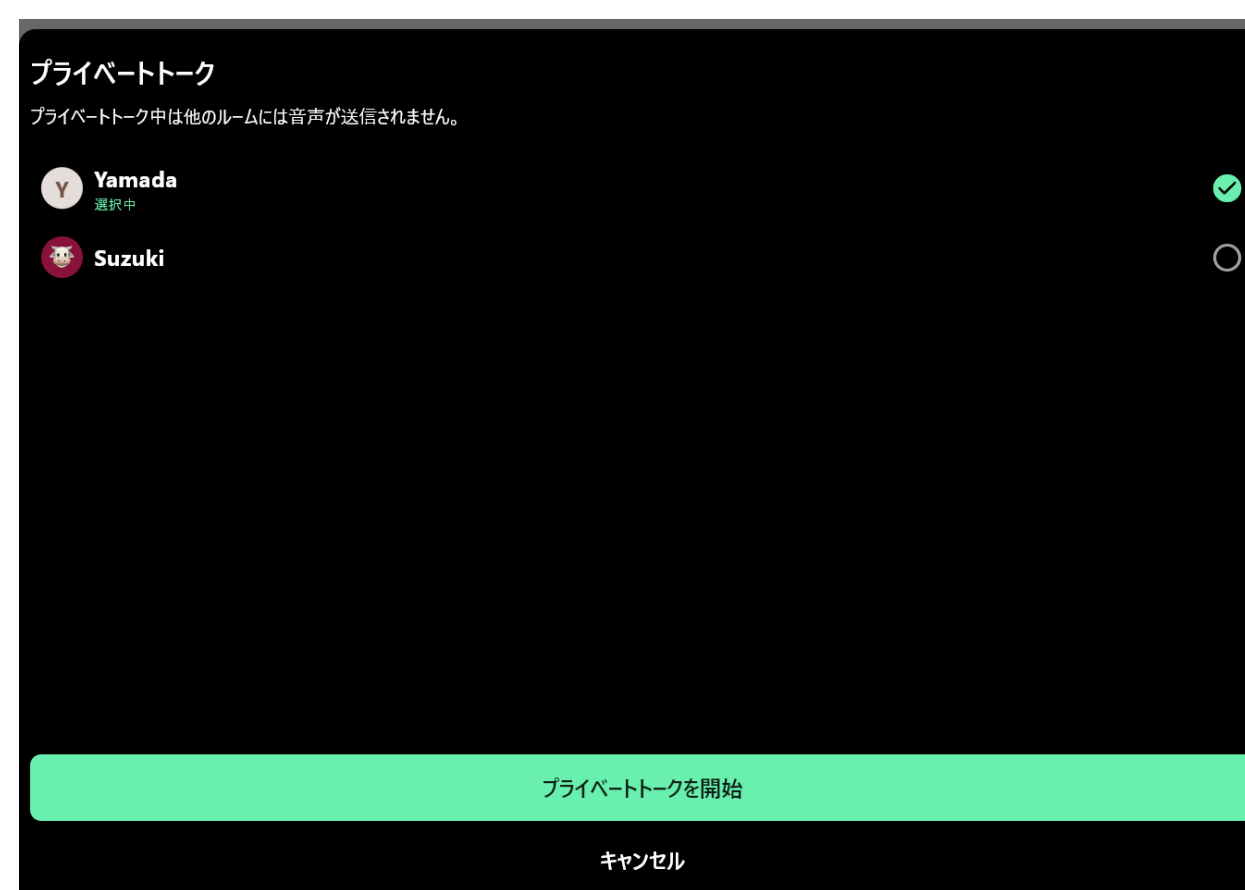 プライベートトーク
プライベートトーク中は他のルームには音声が送信されません。
Y
Yamada
選択中
Suzuki
プライベートトークを開始
キャンセル